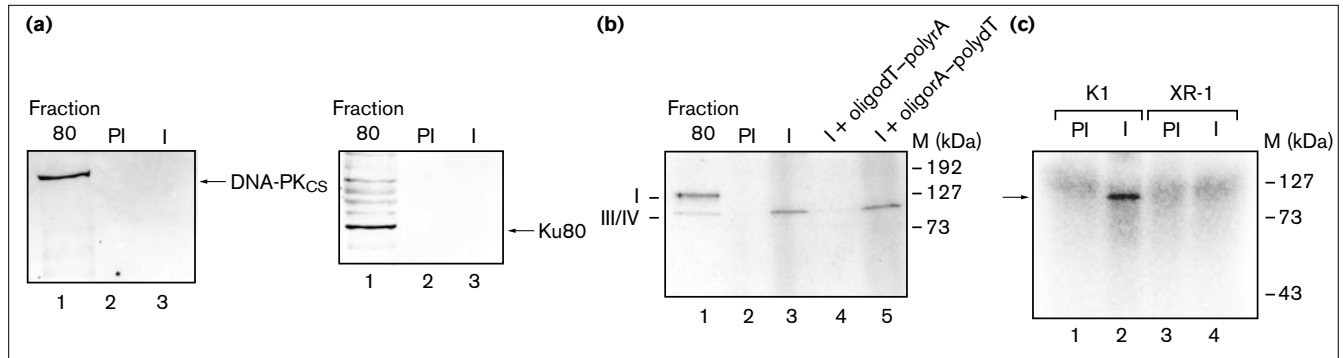 (a)
Fraction
80 PI I
DNA-PKCS
1 2 3
Fraction
80 PI I
Ku80
1 2 3
(b)
I + oligodT–polyrA
I + oligorA–polydT
Fraction
80 PI I
M (kDa)
192
I
127
III/IV
73
1 2 3 4 5
(c)
K1 XR-1
PI I PI I
M (kDa)
127
73
43
1 2 3 4